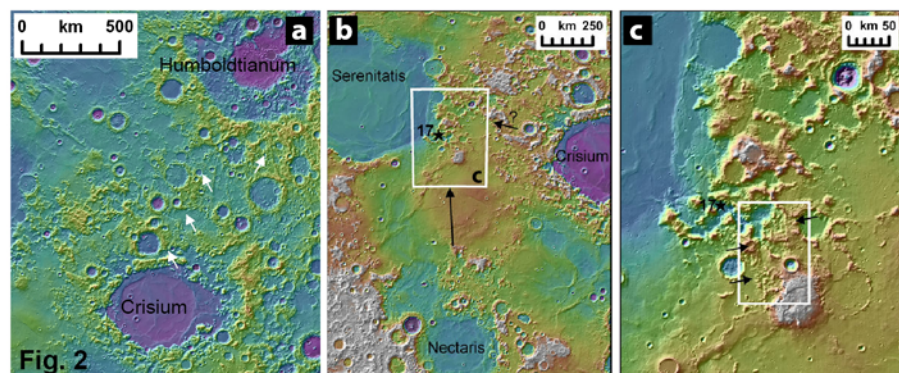 0 km 500
a
Humboldtianum
Crisium
Fig. 2
b
0 km 250
Serenitatis
?
17
Crisium
c
Nectaris
c
0 km 50
17